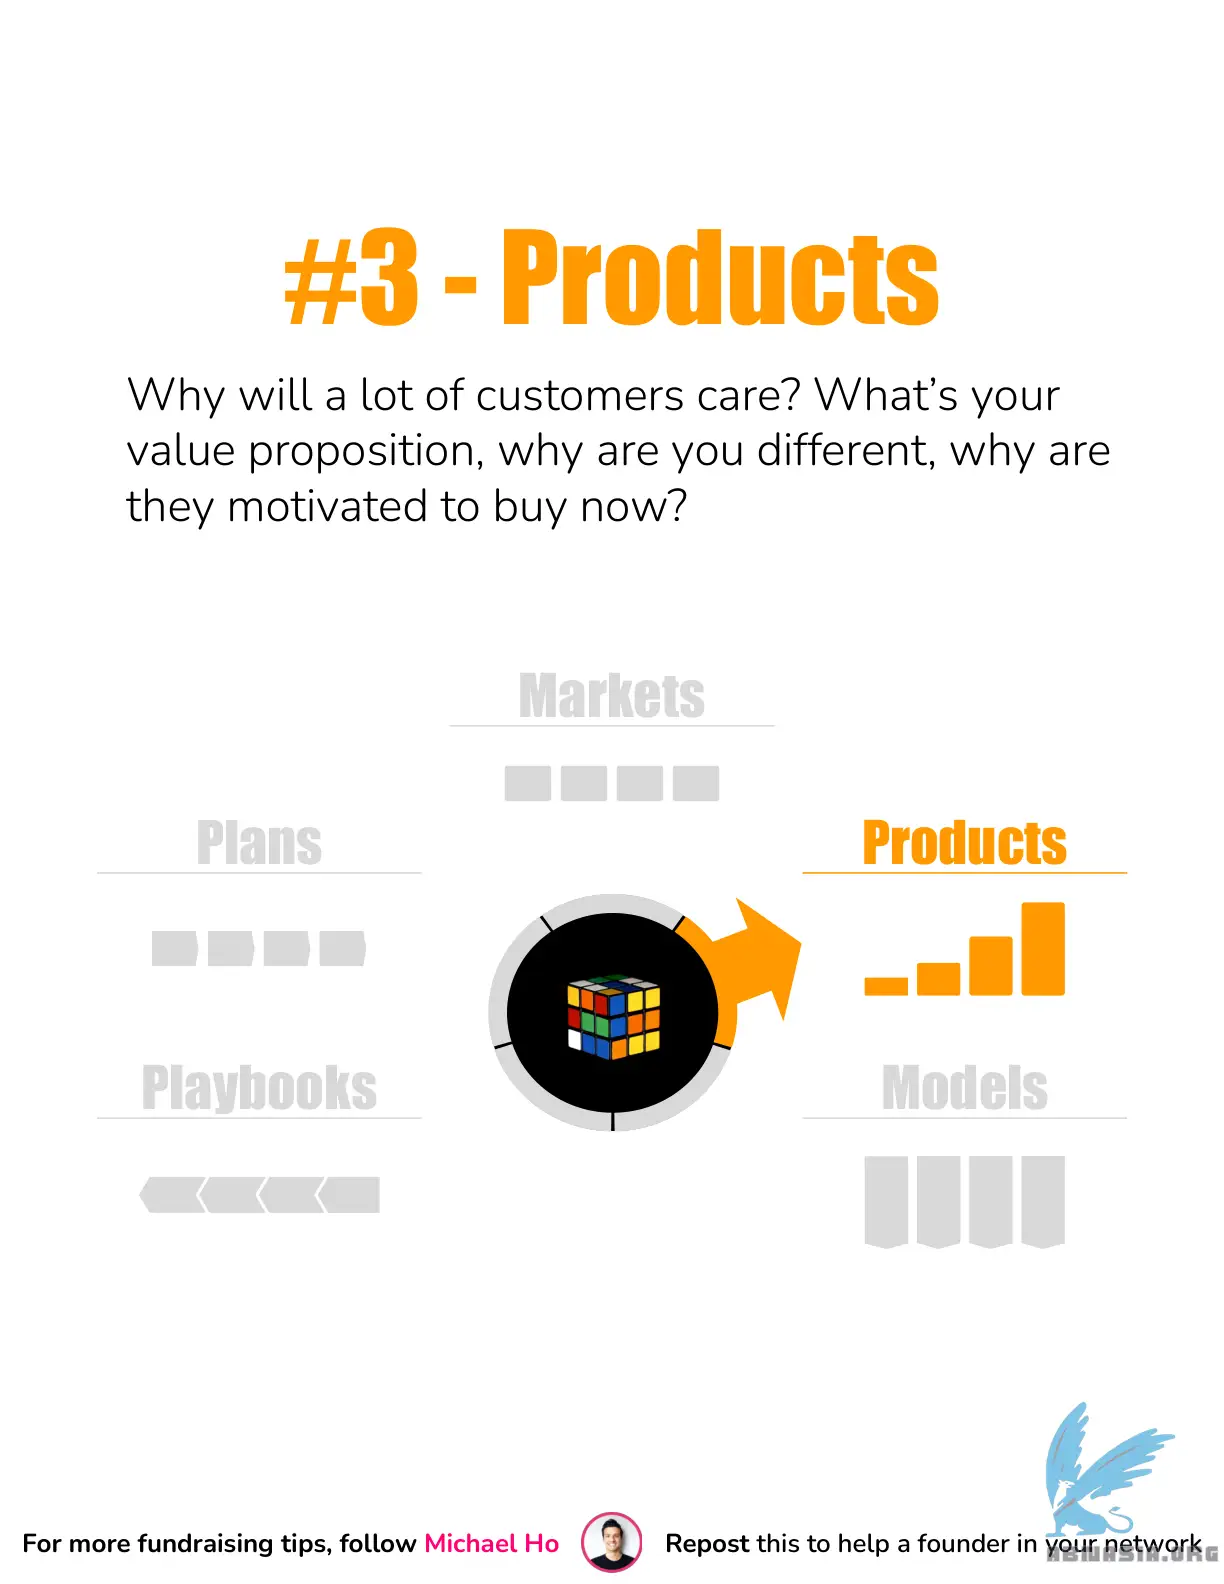 #3 - Products
Why will a lot of customers care? What's your
value proposition, why are you different, why are
they motivated to buy now?
Markets
Plans
Products
Playbooks
Models
For more fundraising tips, follow Michael Ho
Repost this to help a founder in your network
ABNASIA.ORG